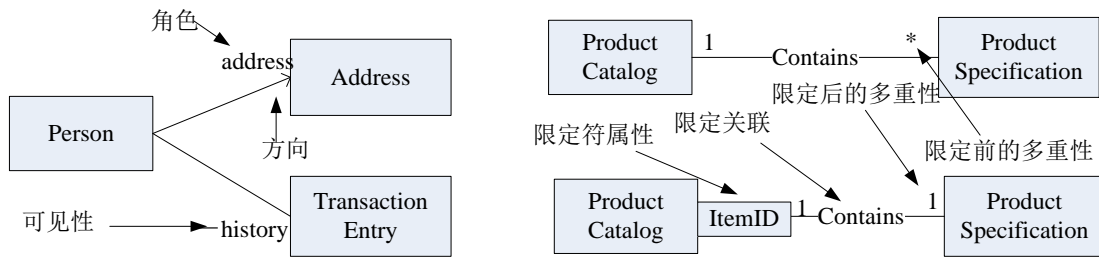 角色
address
Address
Person
方向
可见性
history
Transaction
Entry
Product
Catalog
1
Contains
*
Product
Specification
限定后的多重性
限定符属性
限定关联
限定前的多重性
Product
Catalog
ItemID
1
Contains
1
Product
Specification